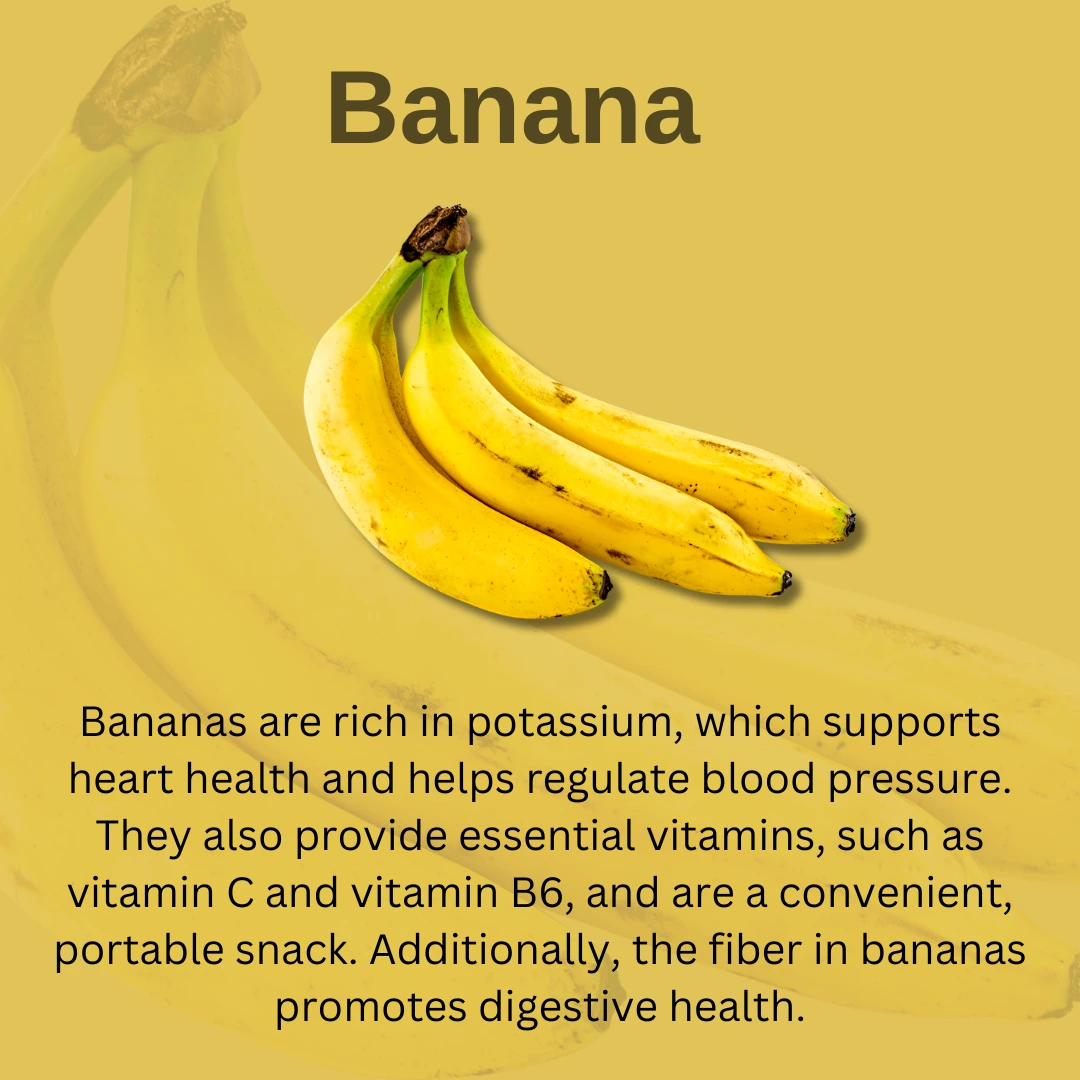 Banana
Bananas are rich in potassium, which supports
heart health and helps regulate blood pressure.
They also provide essential vitamins, such as
vitamin C and vitamin B6, and are a convenient,
portable snack. Additionally, the fiber in bananas
promotes digestive health.